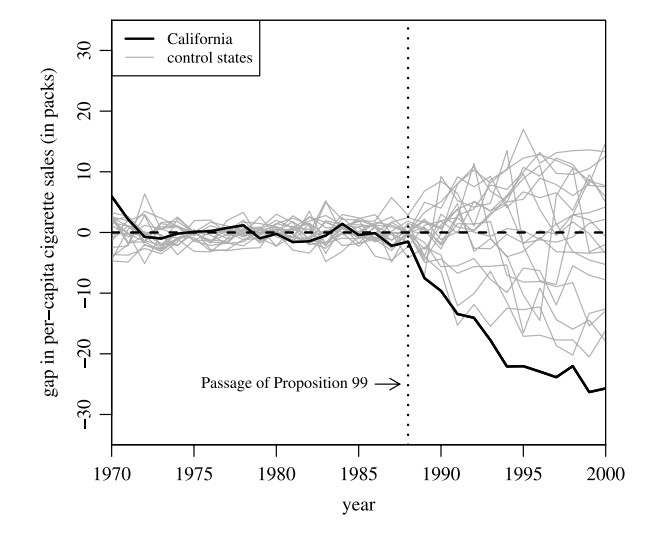 California
control states
gap in per−capita cigarette sales (in packs)
30
20
10
0
−10
−20
−30
Passage of Proposition 99
1970 1975 1980 1985 1990 1995 2000
year